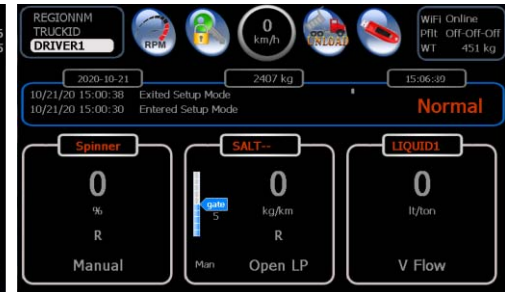 REGIONNM
TRUCKID
DRIVER1
RPM
0
km/h
UNLOAD
WiFi Online
Pflt Off-Off-Off
WT 451 kg
2020-10-21
2407 kg
15:06:39
10/21/20 15:00:38 Exited Setup Mode
10/21/20 15:00:30 Entered Setup Mode
Normal
Spinner
0
%
R
Manual
SALT--
gate
5
0
kg/km
R
Man
Open LP
LIQUID1
0
lt/ton
V Flow